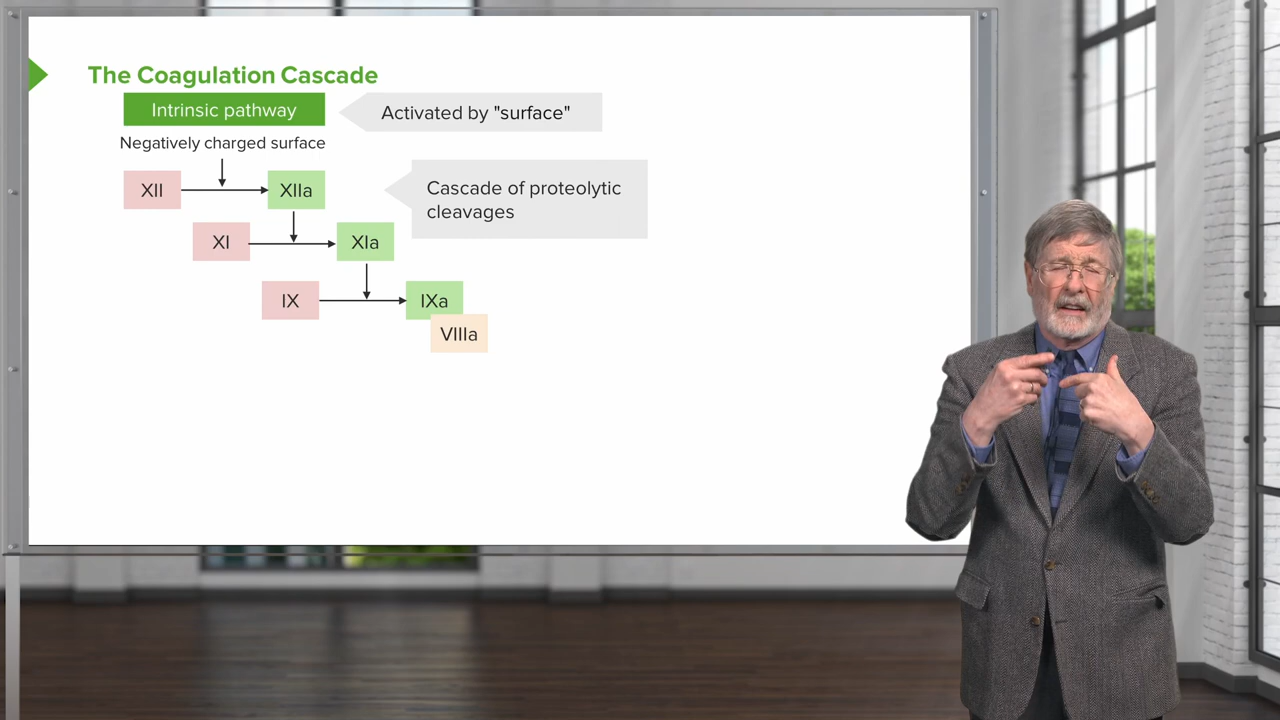 The Coagulation Cascade
Intrinsic pathway
Activated by "surface"
Negatively charged surface
XII
XIIa
Cascade of proteolytic
cleavages
XI
XIa
IX
IXa
VIIIa